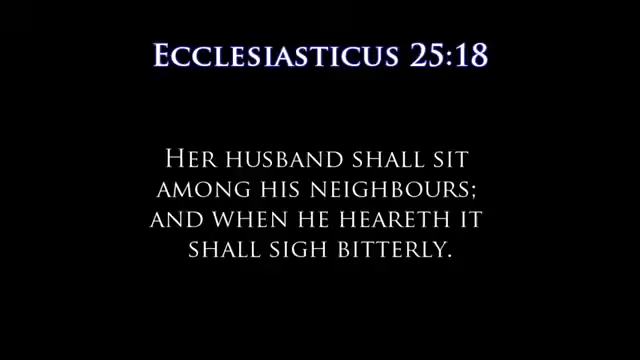 Ecclesiasticus 25:18
Her husband shall sit
among his neighbours;
and when he heareth it
shall sigh bitterly.